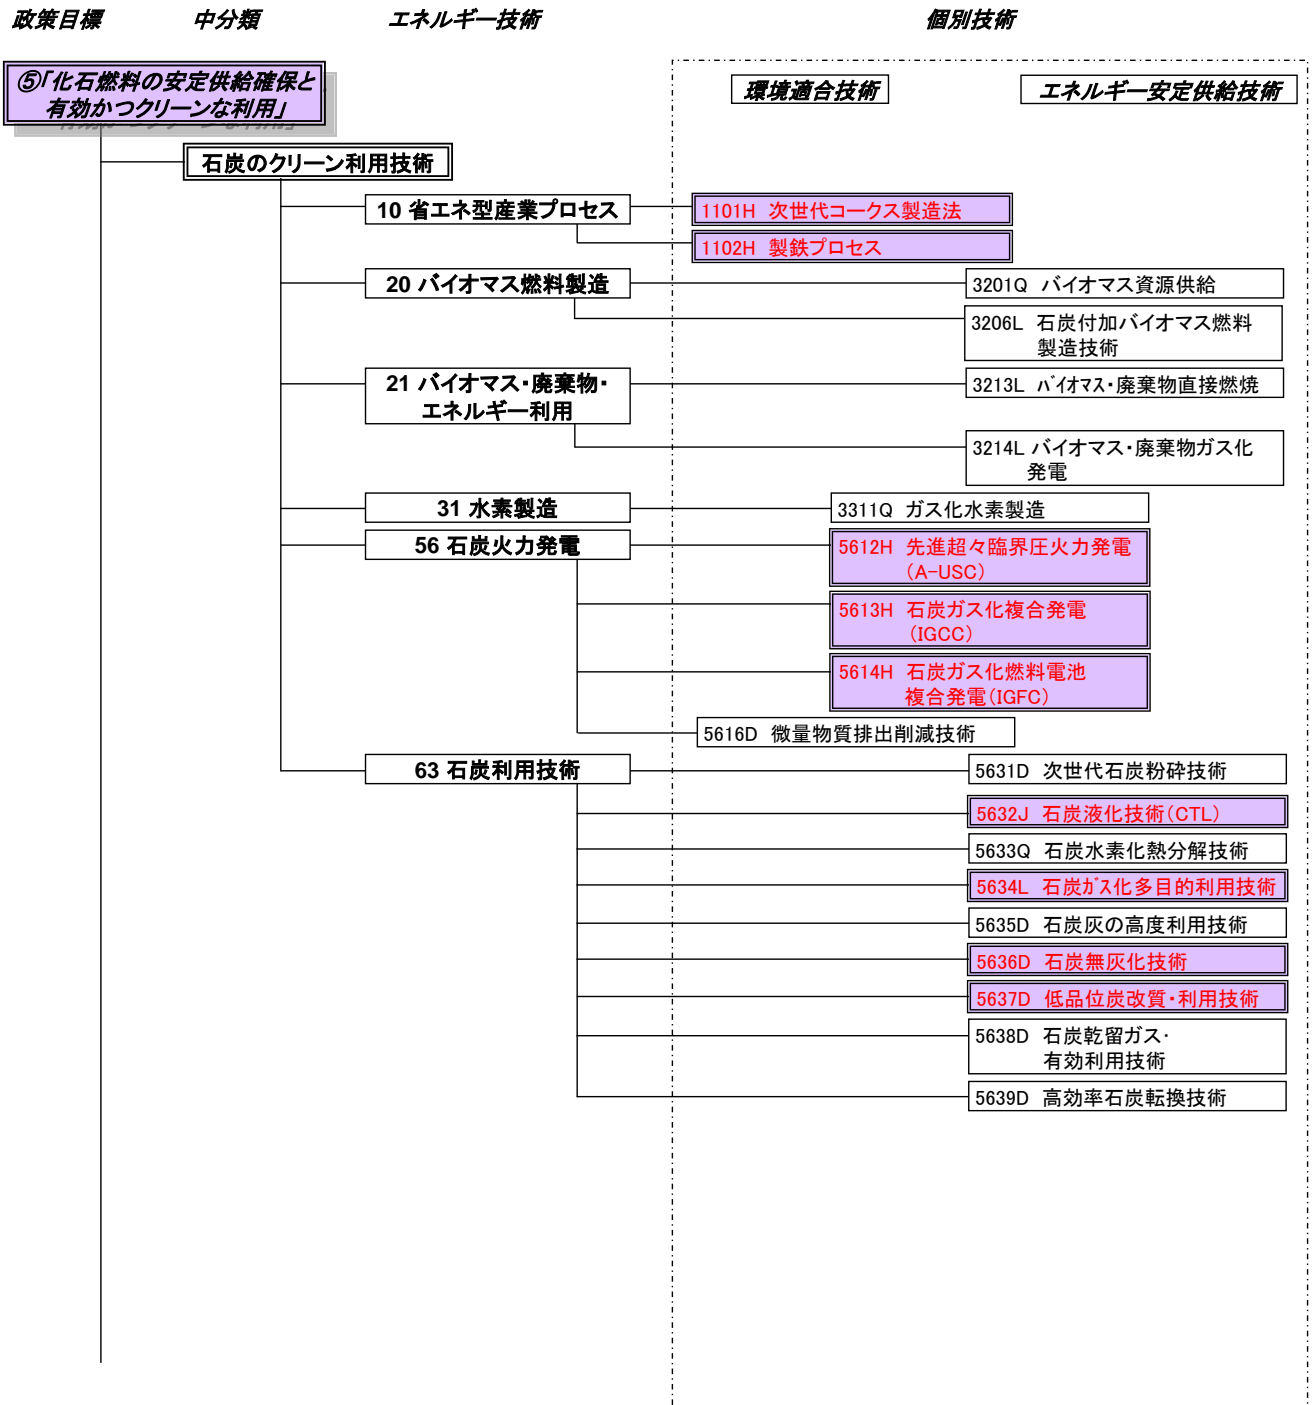 政策目標 中分類 エネルギー技術 個別技術
⑤「化石燃料の安定供給確保と
有効かつクリーンな利用」
環境適合技術 エネルギー安定供給技術
石炭のクリーン利用技術
10 省エネ型産業プロセス
1101H 次世代コークス製造法
1102H 製鉄プロセス
20 バイオマス燃料製造
3201Q バイオマス資源供給
3206L 石炭付加バイオマス燃料
製造技術
21 バイオマス・廃棄物・
エネルギー利用
3213L バイオマス・廃棄物直接燃焼
3214L バイオマス・廃棄物ガス化
発電
31 水素製造
3311Q ガス化水素製造
56 石炭火力発電
5612H 先進超々臨界圧火力発電
(A-USC)
5613H 石炭ガス化複合発電
(IGCC)
5614H 石炭ガス化燃料電池
複合発電(IGFC)
5616D 微量物質排出削減技術
63 石炭利用技術
5631D 次世代石炭粉砕技術
5632J 石炭液化技術(CTL)
5633Q 石炭水素化熱分解技術
5634L 石炭ガス化多目的利用技術
5635D 石炭灰の高度利用技術
5636D 石炭無灰化技術
5637D 低品位炭改質・利用技術
5638D 石炭乾留ガス・
有効利用技術
5639D 高効率石炭転換技術